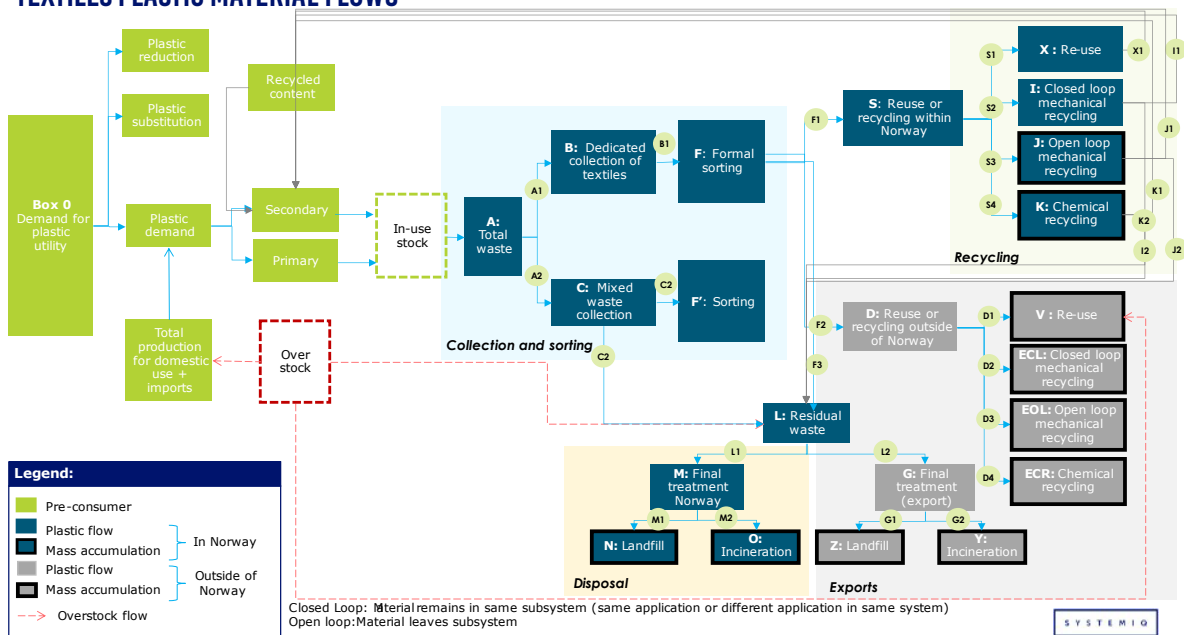 TEXTILES PLASTIC MATERIAL FLOWS
Plastic
reduction
Plastic
substitution
Recycled
content
Box 0
Demand for
plastic
utility
Plastic
demand
Secondary
Primary
Total
production
for domestic
use +
imports
Over
stock
In-use
stock
A:
Total
waste
A1
A2
B: Dedicated
collection of
textiles
B1
F: Formal
sorting
C: Mixed
waste
collection
C2
F': Sorting
C2
Collection and sorting
F1
F2
F3
S: Reuse or
recycling within
Norway
S1
S2
S3
S4
X : Re-use
I: Closed loop
mechanical
recycling
J: Open loop
mechanical
recycling
K: Chemical
recycling
Recycling
X1
I1
J1
K1
K2
I2
J2
D: Reuse or
recycling outside
of Norway
D1
D2
D3
D4
V : Re-use
ECL: Closed loop
mechanical
recycling
EOL: Open loop
mechanical
recycling
ECR: Chemical
recycling
L: Residual
waste
L1
L2
M: Final
treatment
Norway
M1
M2
N: Landfill
O:
Incineration
Disposal
G: Final
treatment
(export)
G1
G2
Z: Landfill
Y:
Incineration
Exports
Legend:
Pre-consumer
Plastic flow
Mass accumulation
In Norway
Plastic flow
Mass accumulation
Outside of
Norway
Overstock flow
Closed Loop: Material remains in same subsystem (same application or different application in same system)
Open loop:Material leaves subsystem
SYSTEMIQ